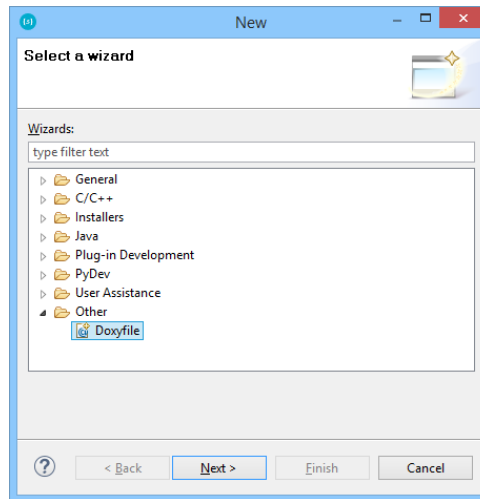 New
Select a wizard
Wizards:
type filter text
General
C/C++
Installers
Java
Plug-in Development
PyDev
User Assistance
Other
Doxyfile
? < Back Next > Finish Cancel